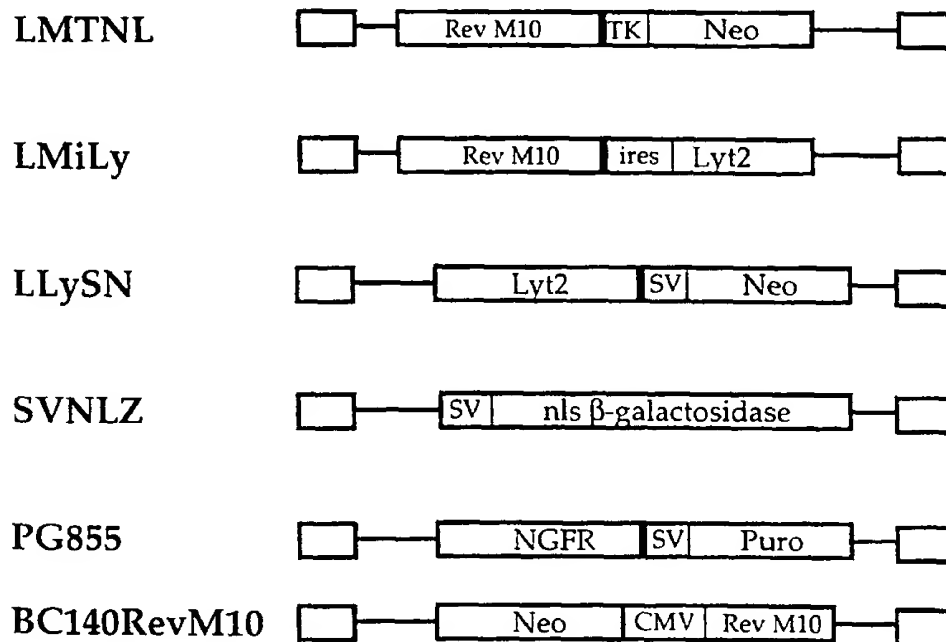 LMTNL Rev M10 TK Neo
LMiLy Rev M10 ires Lyt2
LLySN Lyt2 SV Neo
SVNLZ SV nls β-galactosidase
PG855 NGFR SV Puro
BC140RevM10 Neo CMV Rev M10